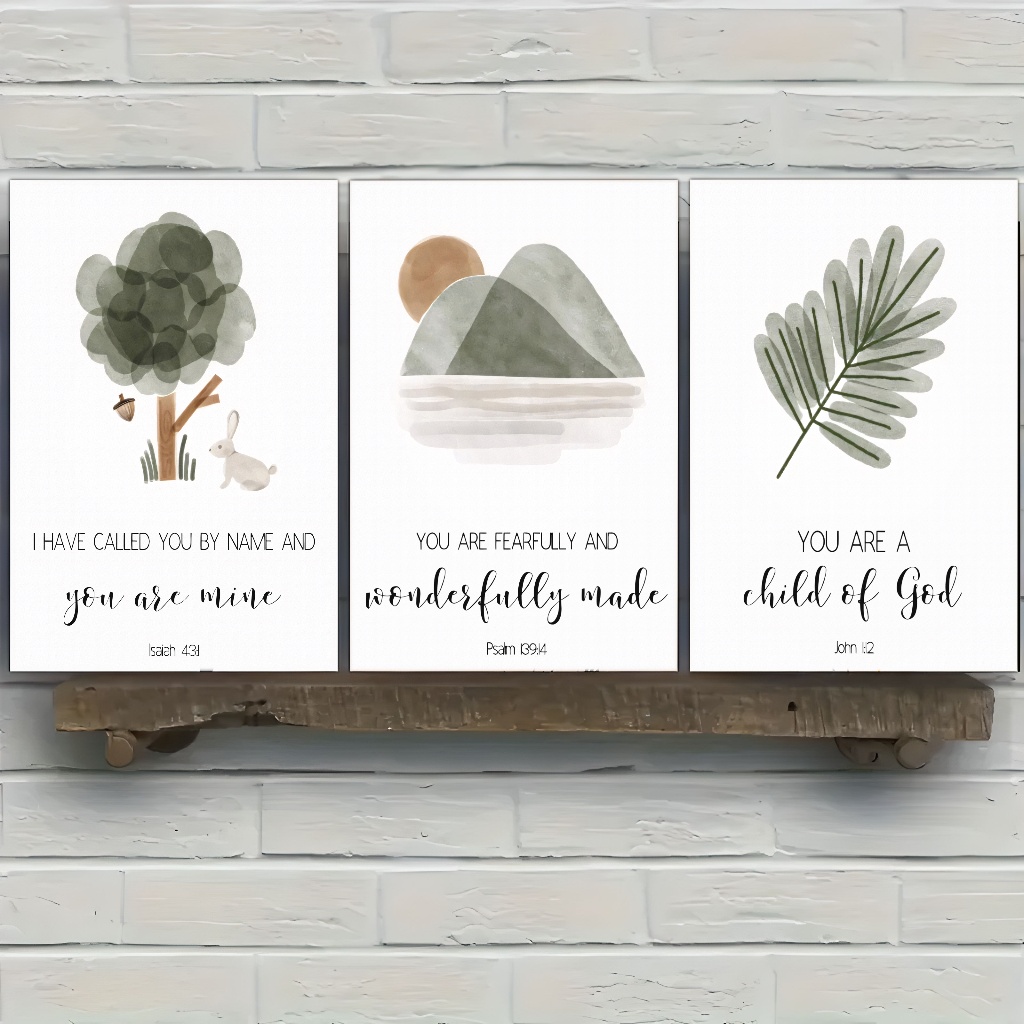 I HAVE CALLED YOU BY NAME AND
you are mine
Isaiah 43:1
YOU ARE FEARFULLY AND
wonderfully made
Psalm 139:14
YOU ARE A
child of God
John 1:12